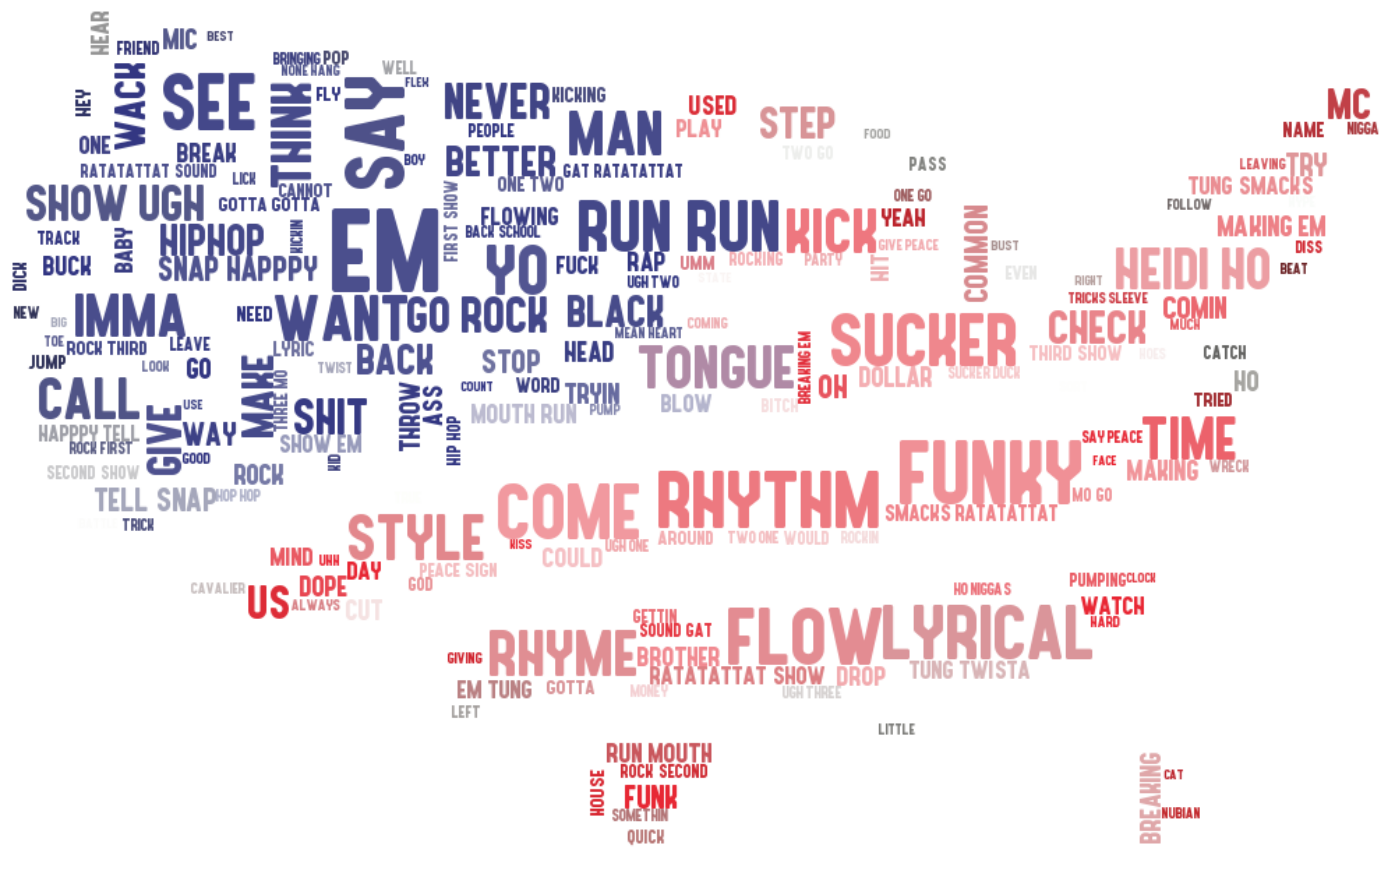 HEAR
FRIEND
MIC
BEST
BRINGING
POP
NONE HANG
WELL
FLEX
HEY
WACK
SEE
THINK
FLY
SAY
NEVER
KICKING
USED
PLAY
STEP
MC
NAME
NIGGA
PEOPLE
MAN
FOOD
TWO GO
ONE
BREAK
BOY
BETTER
GAT RATATATTAT
PASS
LEAVING
TRY
RATATATTAT SOUND
LICK
CANNOT
ONE TWO
TUNG SMACKS
SHOW UGH
GOTTA GOTTA
FIRST SHOW
FLOWING
BACK SCHOOL
RUN RUN
KICK
ONE GO
YEAH
GIVE PEACE
COMMON
BUST
FOLLOW
MAKING EM
DISS
TRACK
BABY
HIPHOP
KICKIN
EM
YO
FUCK
RAP
UMM
ROCKING
PARTY
HIT
EVEN
RIGHT
HEIDI HO
BEAT
DICK
BUCK
SNAP HAPPPY
UGH TWO
TRICKS SLEEVE
NEW
BIG
IMMA
NEED
WANT
GO ROCK
BLACK
MEAN HEART
COMING
SUCKER
CHECK
COMIN
MUCH
TOE
ROCK THIRD
LEAVE
LYRIC
BREAKING EM
THIRD SHOW
HOES
CATCH
JUMP
LOOK
GO
MAKE
THREE MO
TWIST
BACK
STOP
HEAD
TONGUE
OH
DOLLAR
SUCKER DUCK
HO
CALL
GIVE
USE
SHIT
THROW
ASS
COUNT
WORD
TRYIN
PUMP
BLOW
BITCH
TRIED
HAPPPY TELL
WAY
SHOW EM
HIP HOP
MOUTH RUN
SAY PEACE
TIME
ROCK FIRST
GOOD
KID
FUNKY
FACE
MAKING
WRECK
SECOND SHOW
ROCK
TELL SNAP
HOP HOP
COME
RHYTHM
MO GO
TRICK
STYLE
SMACKS RATATATTAT
KISS
UGH ONE
AROUND
TWO ONE
WOULD
ROCKIN
MIND
UHH
DAY
PEACE SIGN
COULD
CAVALIER
US
DOPE
ALWAYS
CUT
GOD
HO NIGGAS
PUMPING
CLOCK
WATCH
HARD
GETTIN
SOUND GAT
FLOW
LYRICAL
GIVING
RHYME
BROTHER
RATATATTAT SHOW
DROP
TUNG TWISTA
EM TUNG
GOTTA
MONEY
UGH THREE
LEFT
LITTLE
RUN MOUTH
ROCK SECOND
HOUSE
FUNK
SOMETHIN
QUICK
BREAKING
CAT
NUBIAN